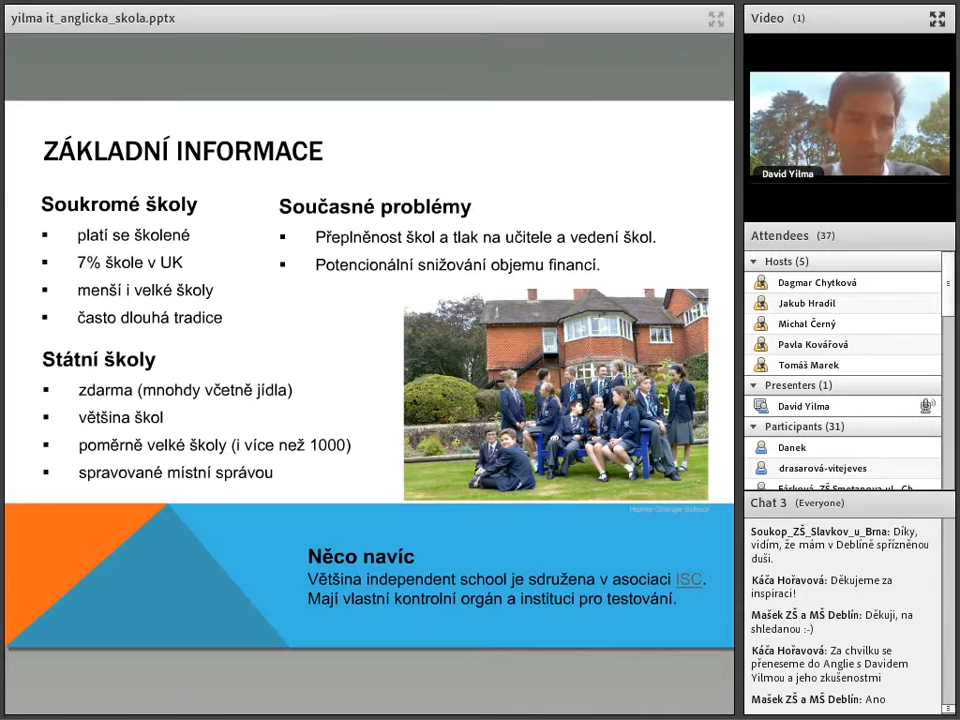 yilma it_anglicka_skola.pptx
ZÁKLADNÍ INFORMACE
Soukromé školy
platí se školené
7% škole v UK
menší i velké školy
často dlouhá tradice
Státní školy
zdarma (mnohdy včetně jídla)
většina škol
poměrně velké školy (i více než 1000)
spravované místní správou
Současné problémy
Přeplněnost škol a tlak na učitele a vedení škol.
Potencionální snižování objemu financí.
Home Grange School
Něco navíc
Většina independent school je sdružena v asociaci ISC.
Mají vlastní kontrolní orgán a instituci pro testování.
Video (1)
David Yilma
Attendees (37)
Hosts (5)
Dagmar Chytková
Jakub Hradil
Michal Černý
Pavla Kovářová
Tomáš Marek
Presenters (1)
David Yilma
Participants (31)
Danek
drasarová-vitejeves
Chat 3 (Everyone)
Soukop_ZŠ_Slavkov_u_Brna: Díky,
vidím, že mám v Deblíně spřízněnou
duši.
Káča Hořavová: Děkujeme za
inspiraci!
Mašek ZŠ a MŠ Deblín: Děkuji, na
shledanou :-)
Káča Hořavová: Za chvilku se
přeneseme do Anglie s Davidem
Yilmou a jeho zkušenostmi
Mašek ZŠ a MŠ Deblín: Ano